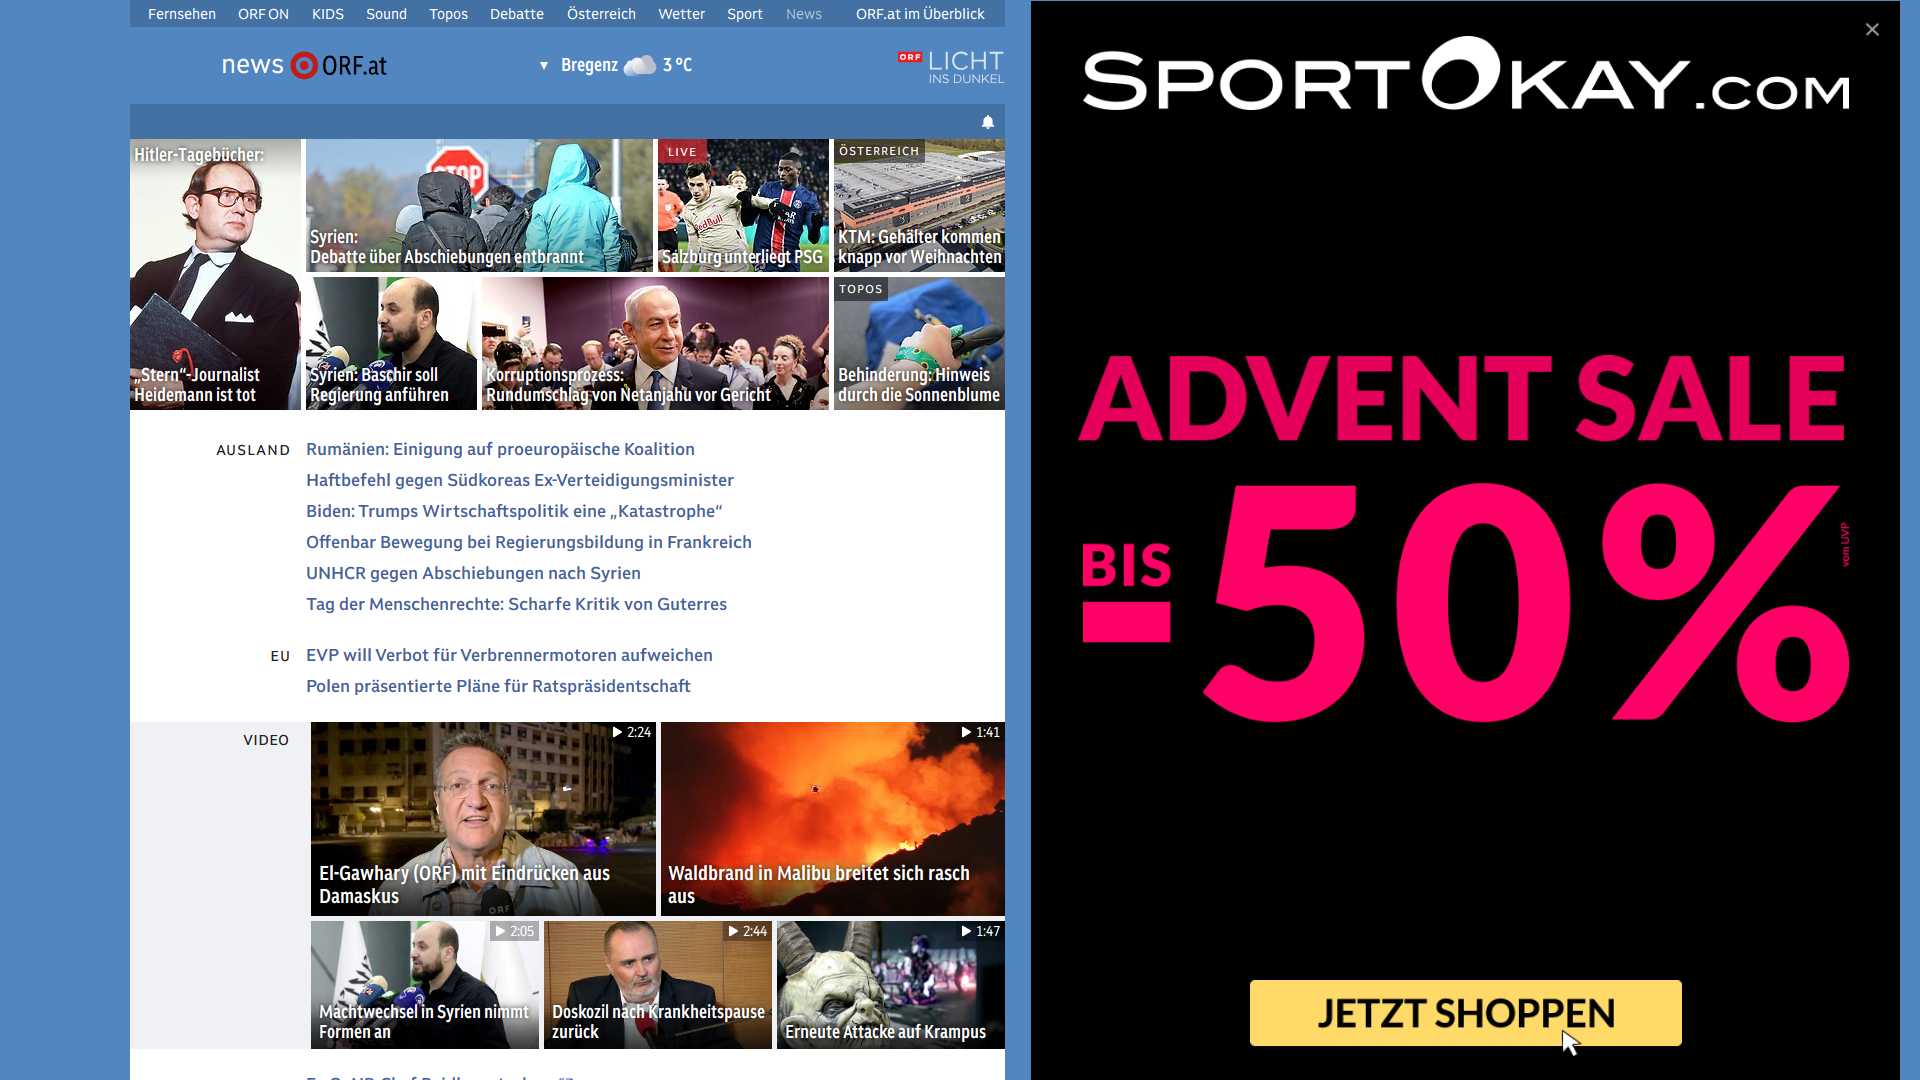 Fernsehen ORF ON KIDS Sound Topos Debatte Österreich Wetter Sport News ORF.at im Überblick
news ORF.at
▼ Bregenz 3 °C
ORF LICHT
INS DUNKEL
Hitler-Tagebücher:
„Stern“-Journalist
Heidemann ist tot
STOP
Syrien:
Debatte über Abschiebungen entbrannt
LIVE
RedBull
Salzburg unterliegt PSG
ÖSTERREICH
KTM: Gehälter kommen
knapp vor Weihnachten
Syrien: Baschir soll
Regierung anführen
Korruptionsprozess:
Rundumschlag von Netanjahu vor Gericht
TOPOS
Behinderung: Hinweis
durch die Sonnenblume
AUSLAND
Rumänien: Einigung auf proeuropäische Koalition
Haftbefehl gegen Südkoreas Ex-Verteidigungsminister
Biden: Trumps Wirtschaftspolitik eine „Katastrophe“
Offenbar Bewegung bei Regierungsbildung in Frankreich
UNHCR gegen Abschiebungen nach Syrien
Tag der Menschenrechte: Scharfe Kritik von Guterres
EU
EVP will Verbot für Verbrennermotoren aufweichen
Polen präsentierte Pläne für Ratspräsidentschaft
VIDEO
2:24
El-Gawhary (ORF) mit Eindrücken aus
Damaskus
ORF
1:41
Waldbrand in Malibu breitet sich rasch
aus
2:05
Machtwechsel in Syrien nimmt
Formen an
2:44
Doskozil nach Krankheitspause
zurück
1:47
Erneute Attacke auf Krampus
SPORTOKAY.COM
ADVENT SALE
BIS
-50%
vom UVP
JETZT SHOPPEN